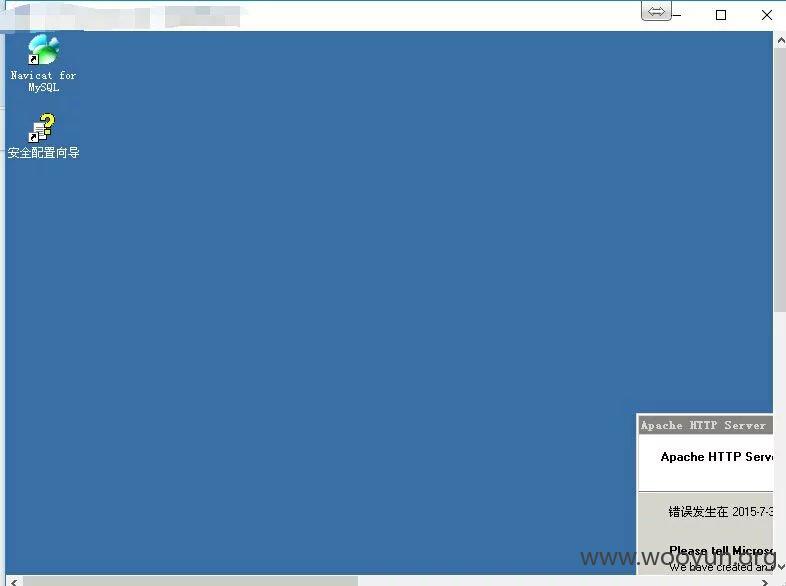 Navicat for
MySQL
安全配置向导
Apache HTTP Server
Apache HTTP Serv
错误发生在 2015-7-3
Please tell Micros
We have created an
www.wooyun.org